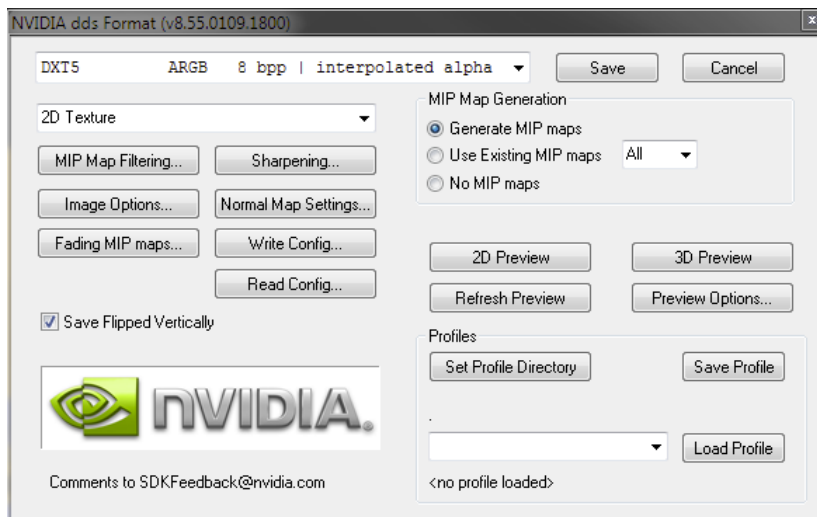 NVIDIA dds Format (v8.55.0109.1800)
x
DXT5 ARGB 8 bpp | interpolated alpha
Save
Cancel
2D Texture
MIP Map Filtering...
Sharpening...
Image Options...
Normal Map Settings...
Fading MIP maps...
Write Config...
Read Config...
Save Flipped Vertically
MIP Map Generation
Generate MIP maps
Use Existing MIP maps
All
No MIP maps
2D Preview
3D Preview
Refresh Preview
Preview Options...
Profiles
Set Profile Directory
Save Profile
.
Load Profile
<no profile loaded>
nVIDIA.
Comments to SDKFeedback@nvidia.com